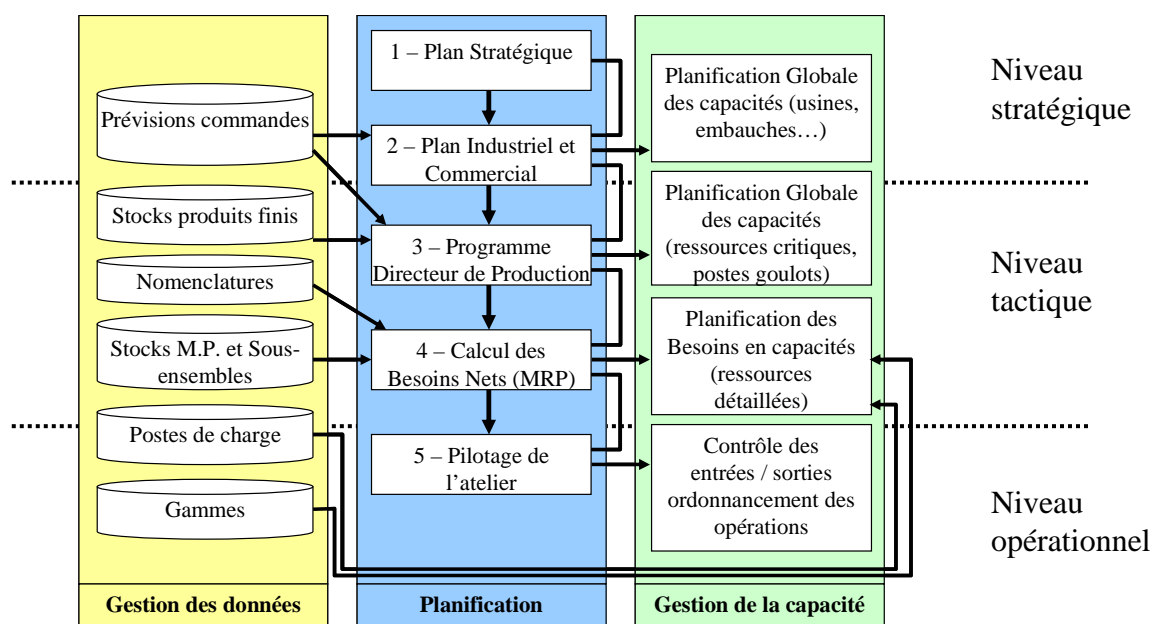 Prévisions commandes
Stocks produits finis
Nomenclatures
Stocks M.P. et Sous-
ensembles
Postes de charge
Gammes
Gestion des données
1 – Plan Stratégique
2 – Plan Industriel et
Commercial
3 – Programme
Directeur de Production
4 – Calcul des
Besoins Nets (MRP)
5 – Pilotage de
l’atelier
Planification
Planification Globale
des capacités (usines,
embauches…)
Planification Globale
des capacités
(ressources critiques,
postes goulots)
Planification des
Besoins en capacités
(ressources
détaillées)
Contrôle des
entrées / sorties
ordonnancement des
opérations
Gestion de la capacité
Niveau
stratégique
Niveau
tactique
Niveau
opérationnel